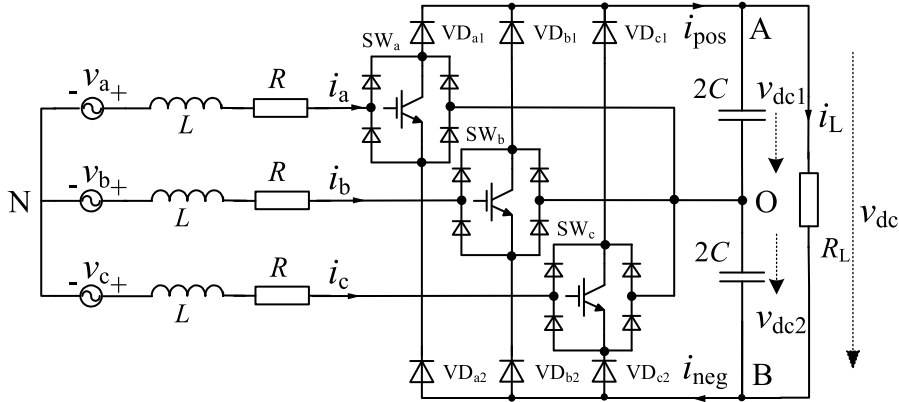 VDa1 VDb1 VDc1 ipos A
SWa
va
- +
L
R
ia
2C
vdc1
iL
SWb
N
vb
- +
L
R
ib
O
vdc
SWc
RL
vc
- +
L
R
ic
2C
vdc2
VDa2 VDb2 VDc2 ineg B